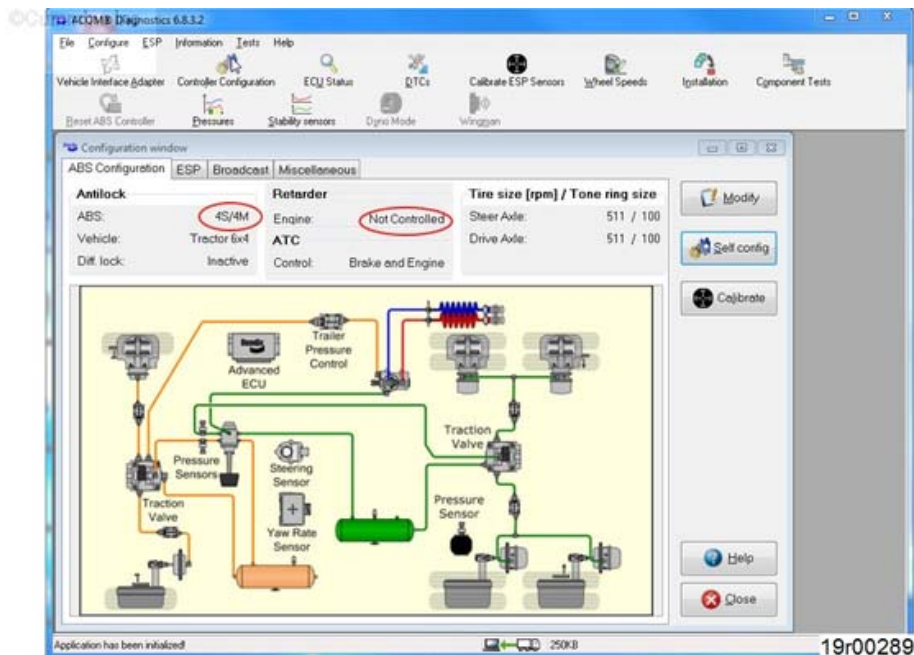 ACOM® Diagnostics 6.8.3.2
File Configure ESP Information Tests Help
Vehicle Interface Adapter Controller Configuration ECU Status DTCs Calibrate ESP Sensors Wheel Speeds Installation Component Tests
Reset ABS Controller Pressures Stability sensors Dyno Mode Wingman
Configuration window
ABS Configuration ESP Broadcast Miscellaneous
Antilock
ABS: 4S/4M
Vehicle: Tractor 6x4
Diff. lock: Inactive
Retarder
Engine: Not Controlled
ATC
Control: Brake and Engine
Tire size [rpm] / Tone ring size
Steer Axle: 511 / 100
Drive Axle: 511 / 100
Modify
Self config
Calibrate
Trailer
Pressure
Control
Bendix
Advanced
ECU
Traction
Valve
Pressure
Sensors
Steering
Sensor
Traction
Valve
Yaw Rate
Sensor
Pressure
Sensor
Help
Close
Application has been initialized! 250KB
19r00289